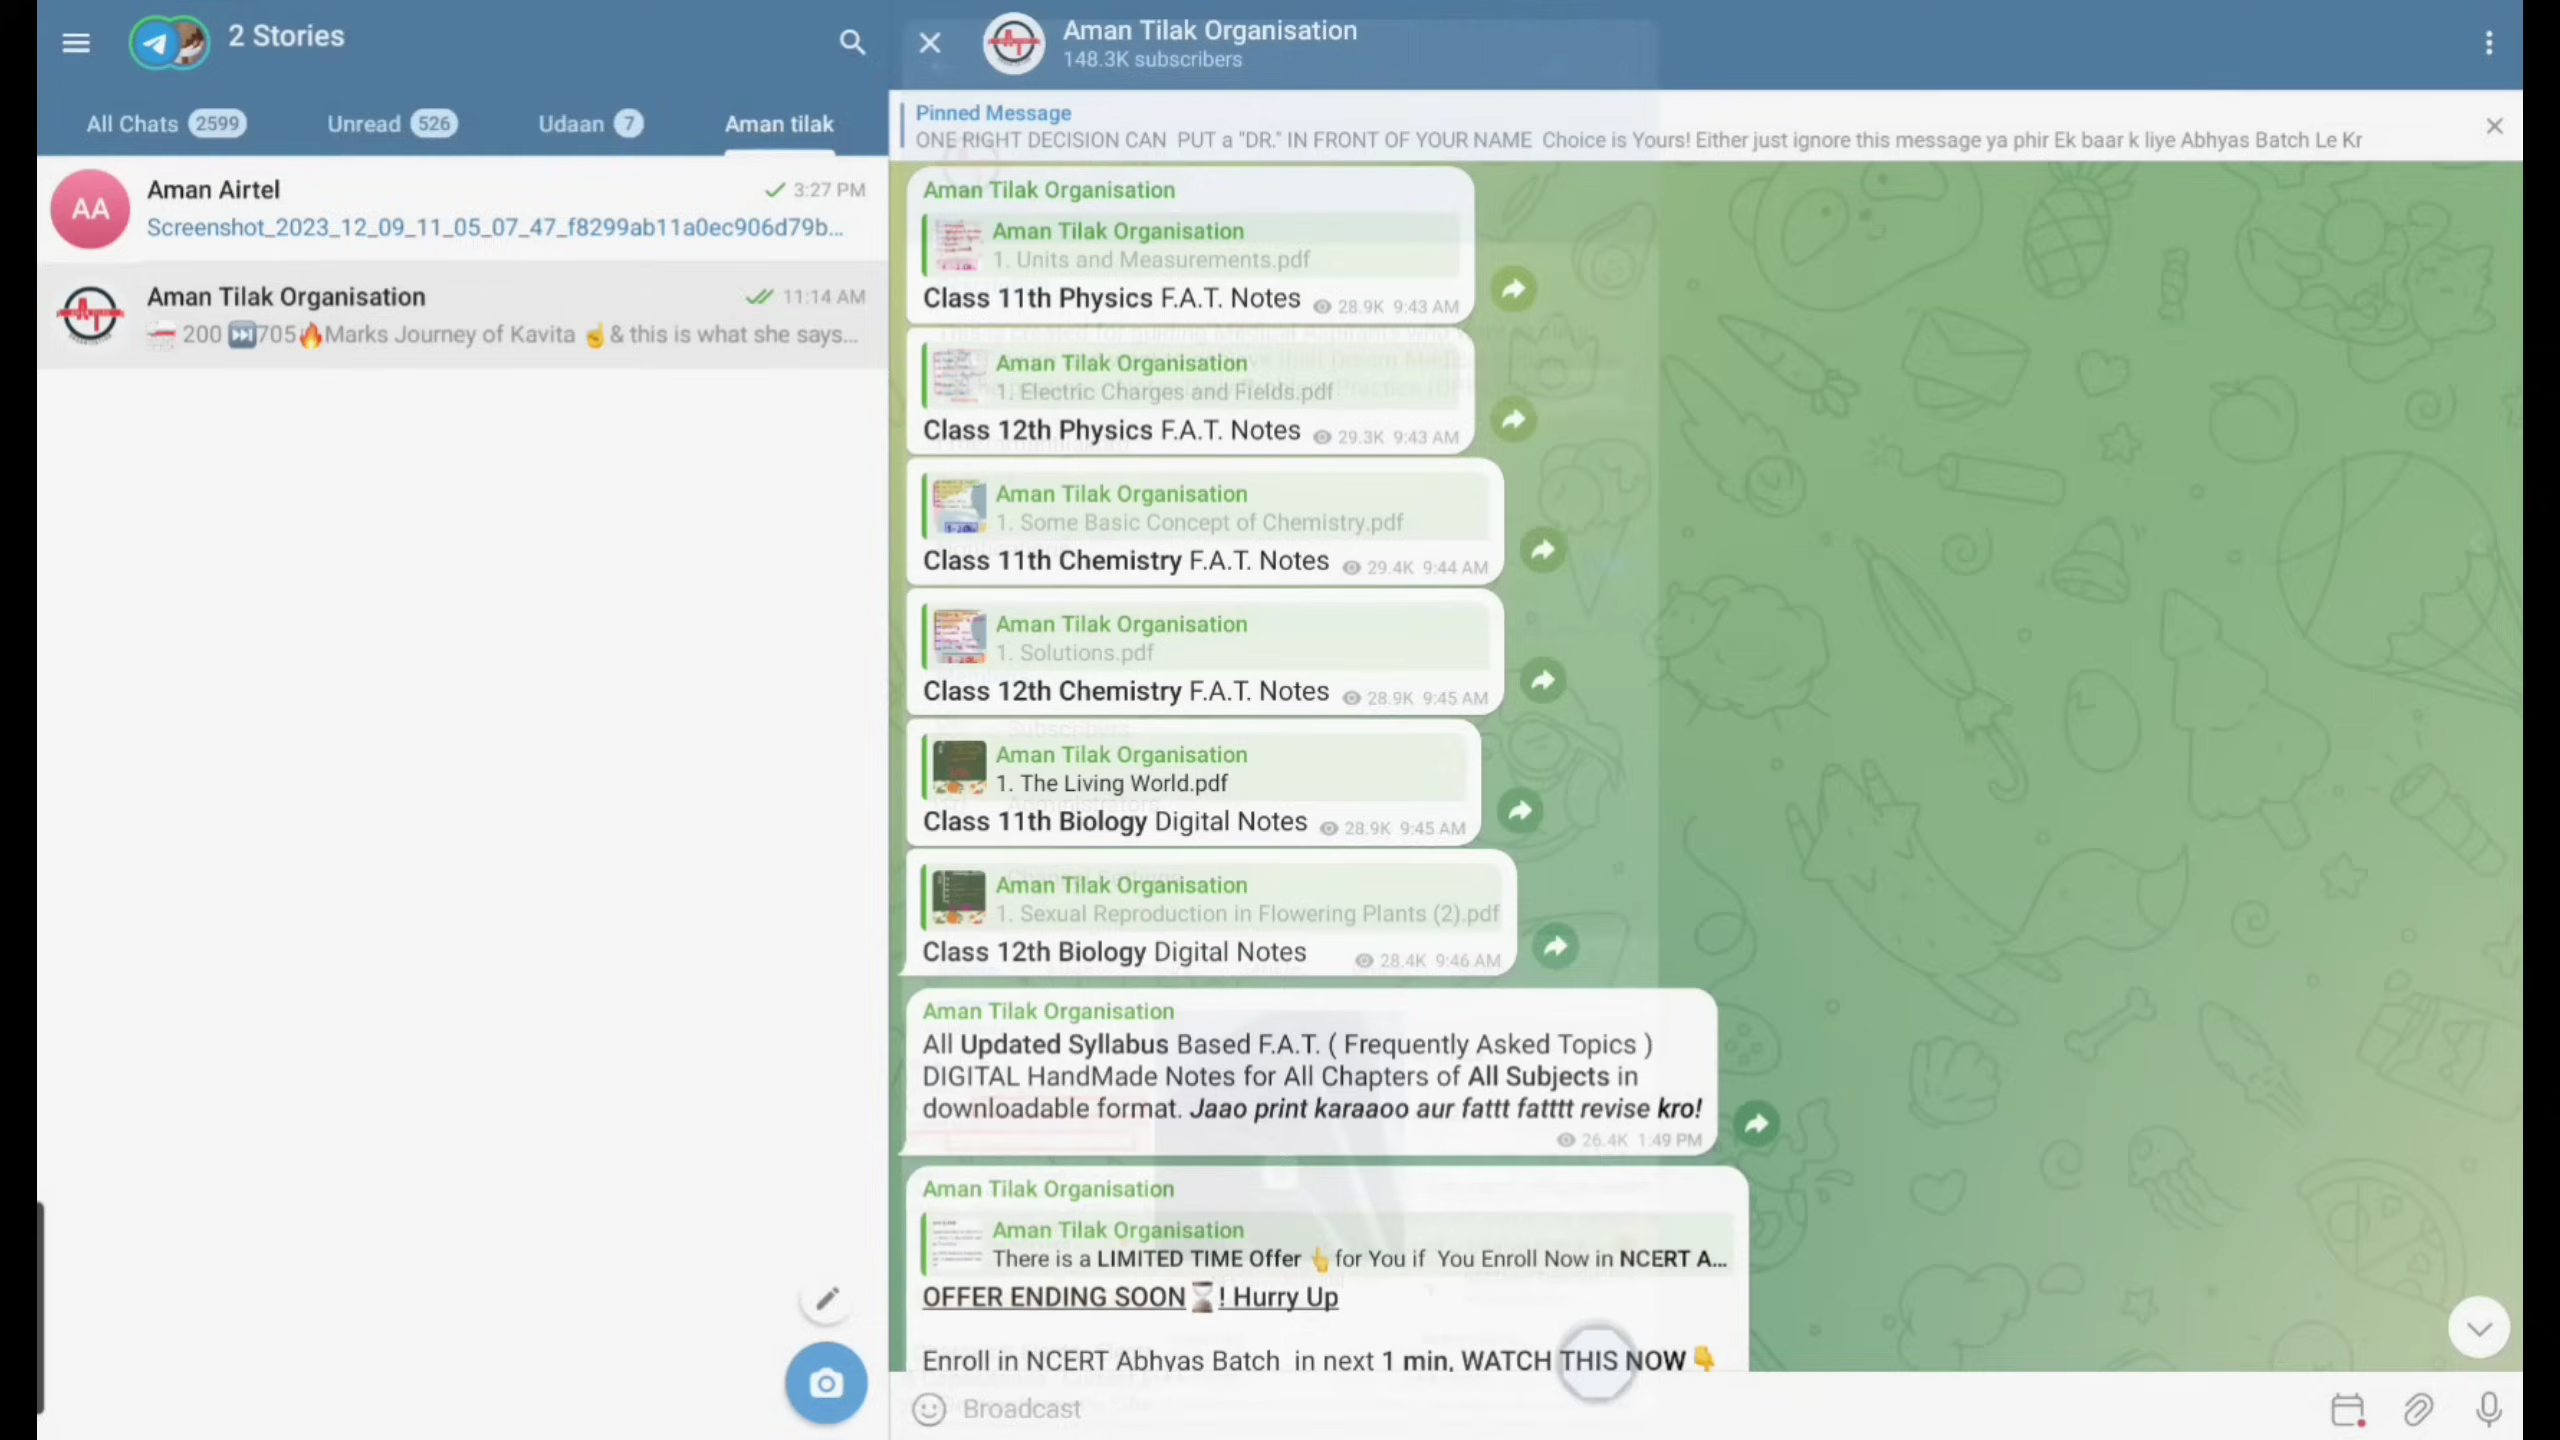 2 Stories
All Chats 2599
Unread 526
Udaan 7
Aman tilak
AA
Aman Airtel
3:27 PM
Screenshot_2023_12_09_11_05_07_47_f8299ab11a0ec906d79b...
Aman Tilak Organisation
11:14 AM
200 ⏭️705🔥Marks Journey of Kavita ☝️& this is what she says...
Aman Tilak Organisation
148.3K subscribers
Pinned Message
ONE RIGHT DECISION CAN PUT a "DR." IN FRONT OF YOUR NAME Choice is Yours! Either just ignore this message ya phir Ek baar k liye Abhyas Batch Le Kr
Aman Tilak Organisation
Aman Tilak Organisation
1. Units and Measurements.pdf
Class 11th Physics F.A.T. Notes 28.9K 9:43 AM
Aman Tilak Organisation
1. Electric Charges and Fields.pdf
Class 12th Physics F.A.T. Notes 29.3K 9:43 AM
Aman Tilak Organisation
1. Some Basic Concept of Chemistry.pdf
Class 11th Chemistry F.A.T. Notes 29.4K 9:44 AM
Aman Tilak Organisation
1. Solutions.pdf
Class 12th Chemistry F.A.T. Notes 28.9K 9:45 AM
Subscribers
Aman Tilak Organisation
1. The Living World.pdf
Administrators
Class 11th Biology Digital Notes 28.9K 9:45 AM
Aman Tilak Organisation
1. Sexual Reproduction in Flowering Plants (2).pdf
Class 12th Biology Digital Notes 28.4K 9:46 AM
Aman Tilak Organisation
All Updated Syllabus Based F.A.T. ( Frequently Asked Topics )
DIGITAL HandMade Notes for All Chapters of All Subjects in
downloadable format. Jaao print karaaoo aur fattt fatttt revise kro!
26.4K 1:49 PM
Aman Tilak Organisation
Aman Tilak Organisation
There is a LIMITED TIME Offer 👆for You if You Enroll Now in NCERT A...
OFFER ENDING SOON⏳! Hurry Up
Enroll in NCERT Abhyas Batch in next 1 min, WATCH THIS NOW👇
Broadcast